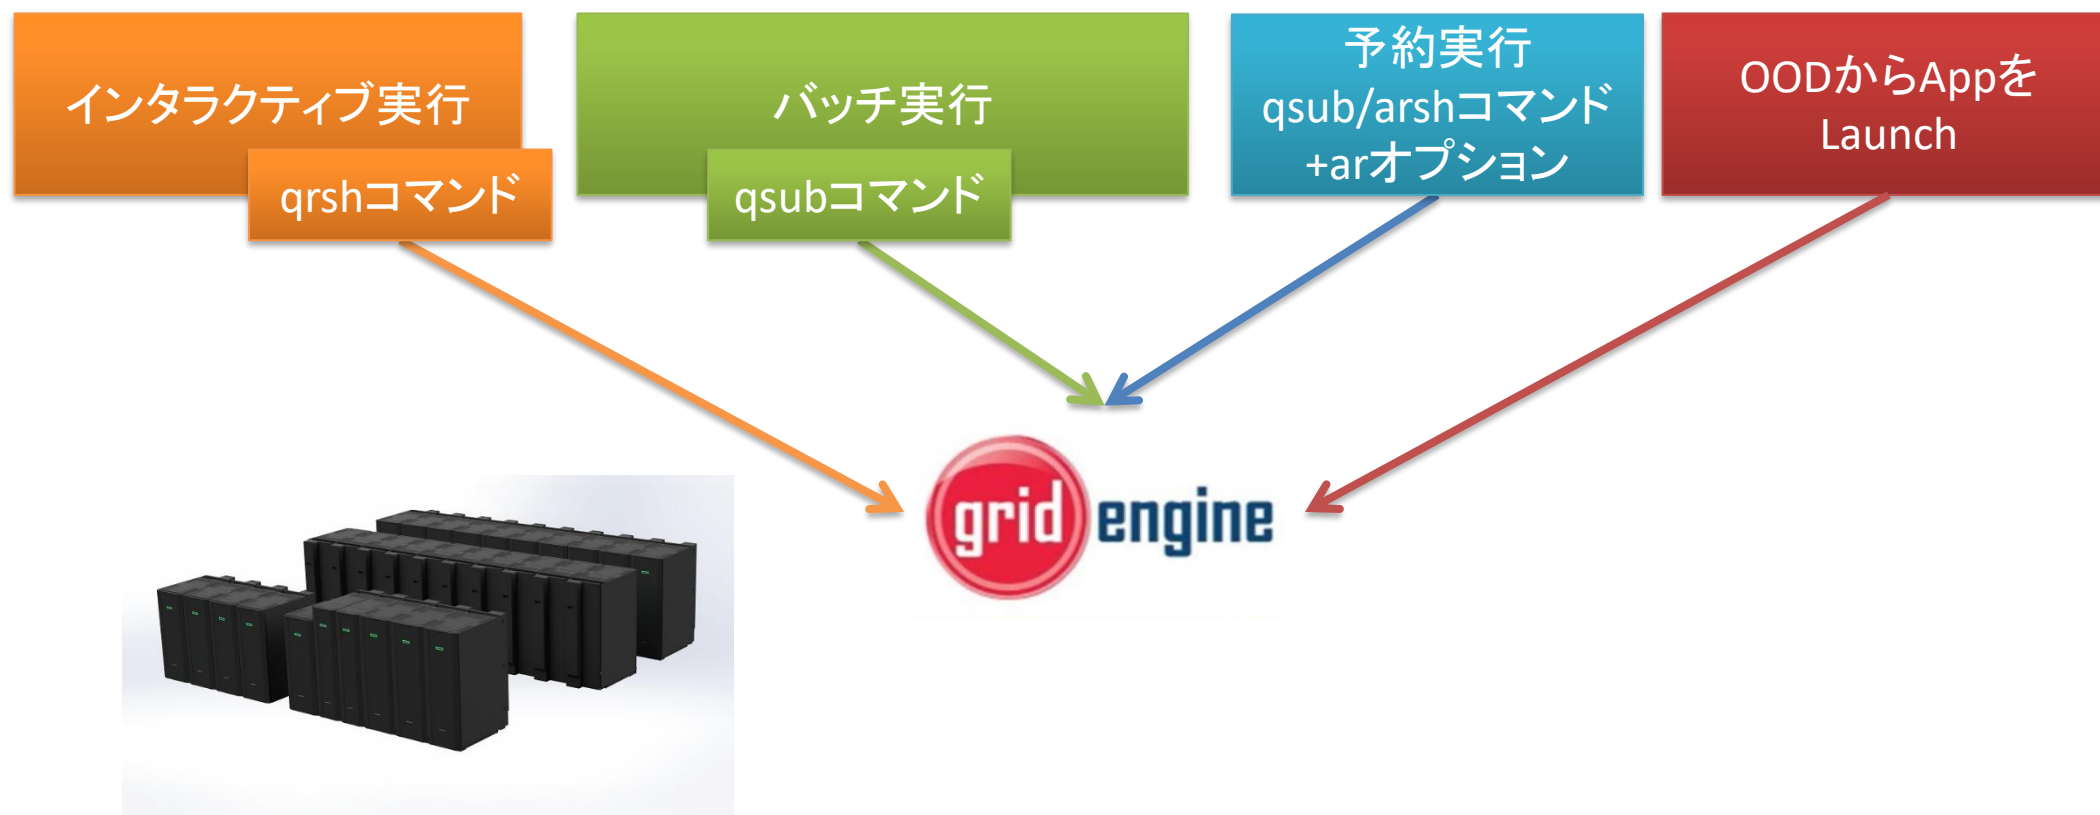 インタラクティブ実行
qrshコマンド
バッチ実行
qsubコマンド
予約実行
qsub/arshコマンド
+arオプション
OODからAppを
Launch
grid engine